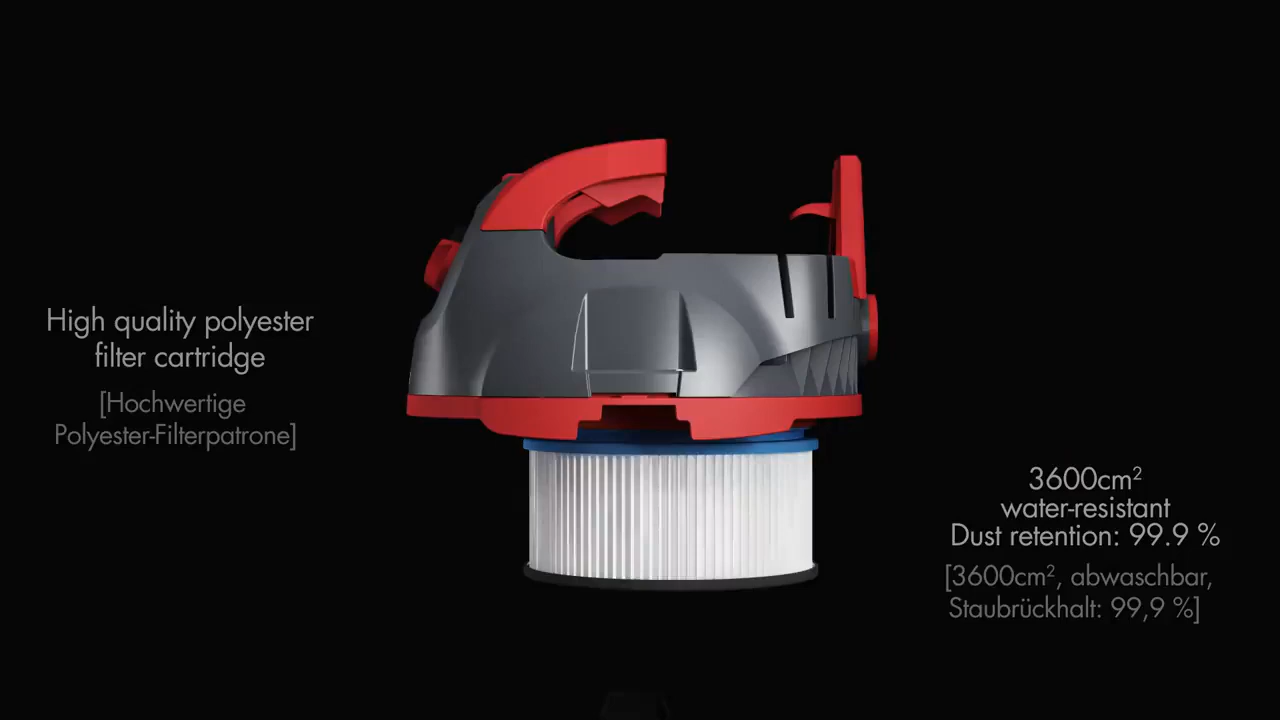 High quality polyester
filter cartridge
[Hochwertige
Polyester-Filterpatrone]
3600cm²
water-resistant
Dust retention: 99.9 %
[3600cm², abwaschbar,
Staubrückhalt: 99,9 %]